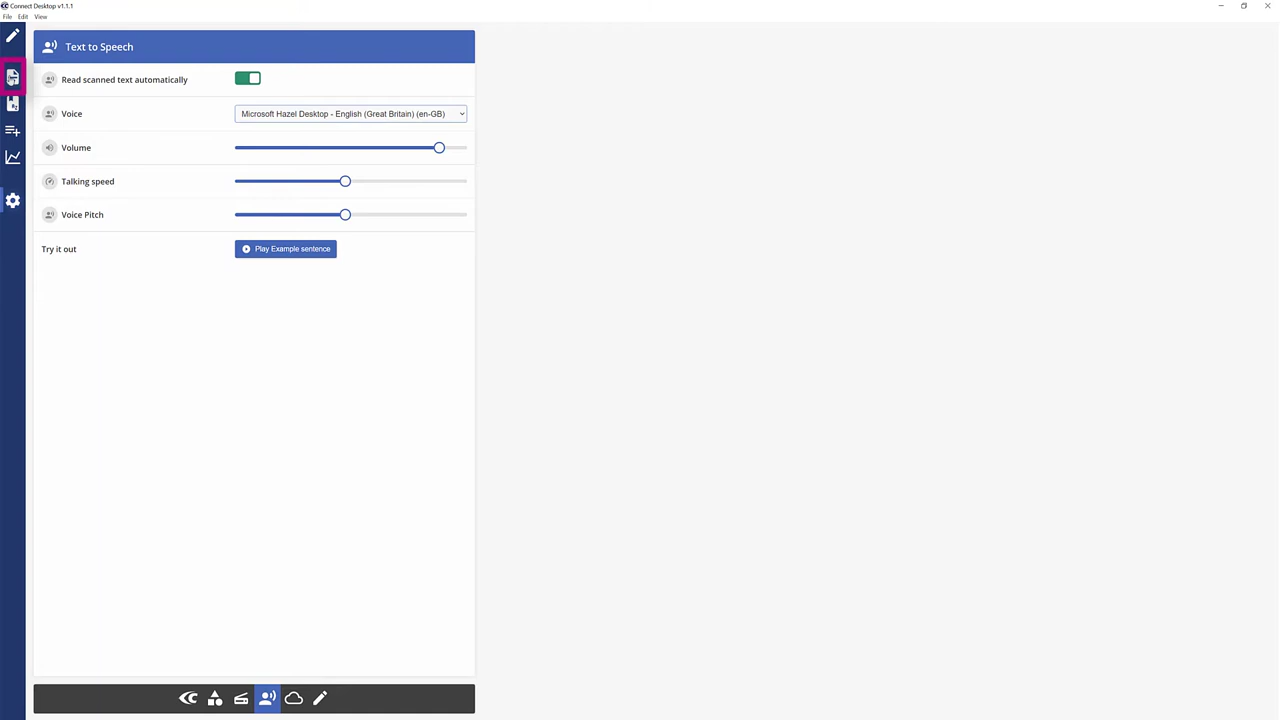 Connect Desktop v1.1.1
File Edit View
Text to Speech
Read scanned text automatically
Voice
Microsoft Hazel Desktop - English (Great Britain) (en-GB)
Volume
Talking speed
Voice Pitch
Try it out
Play Example sentence